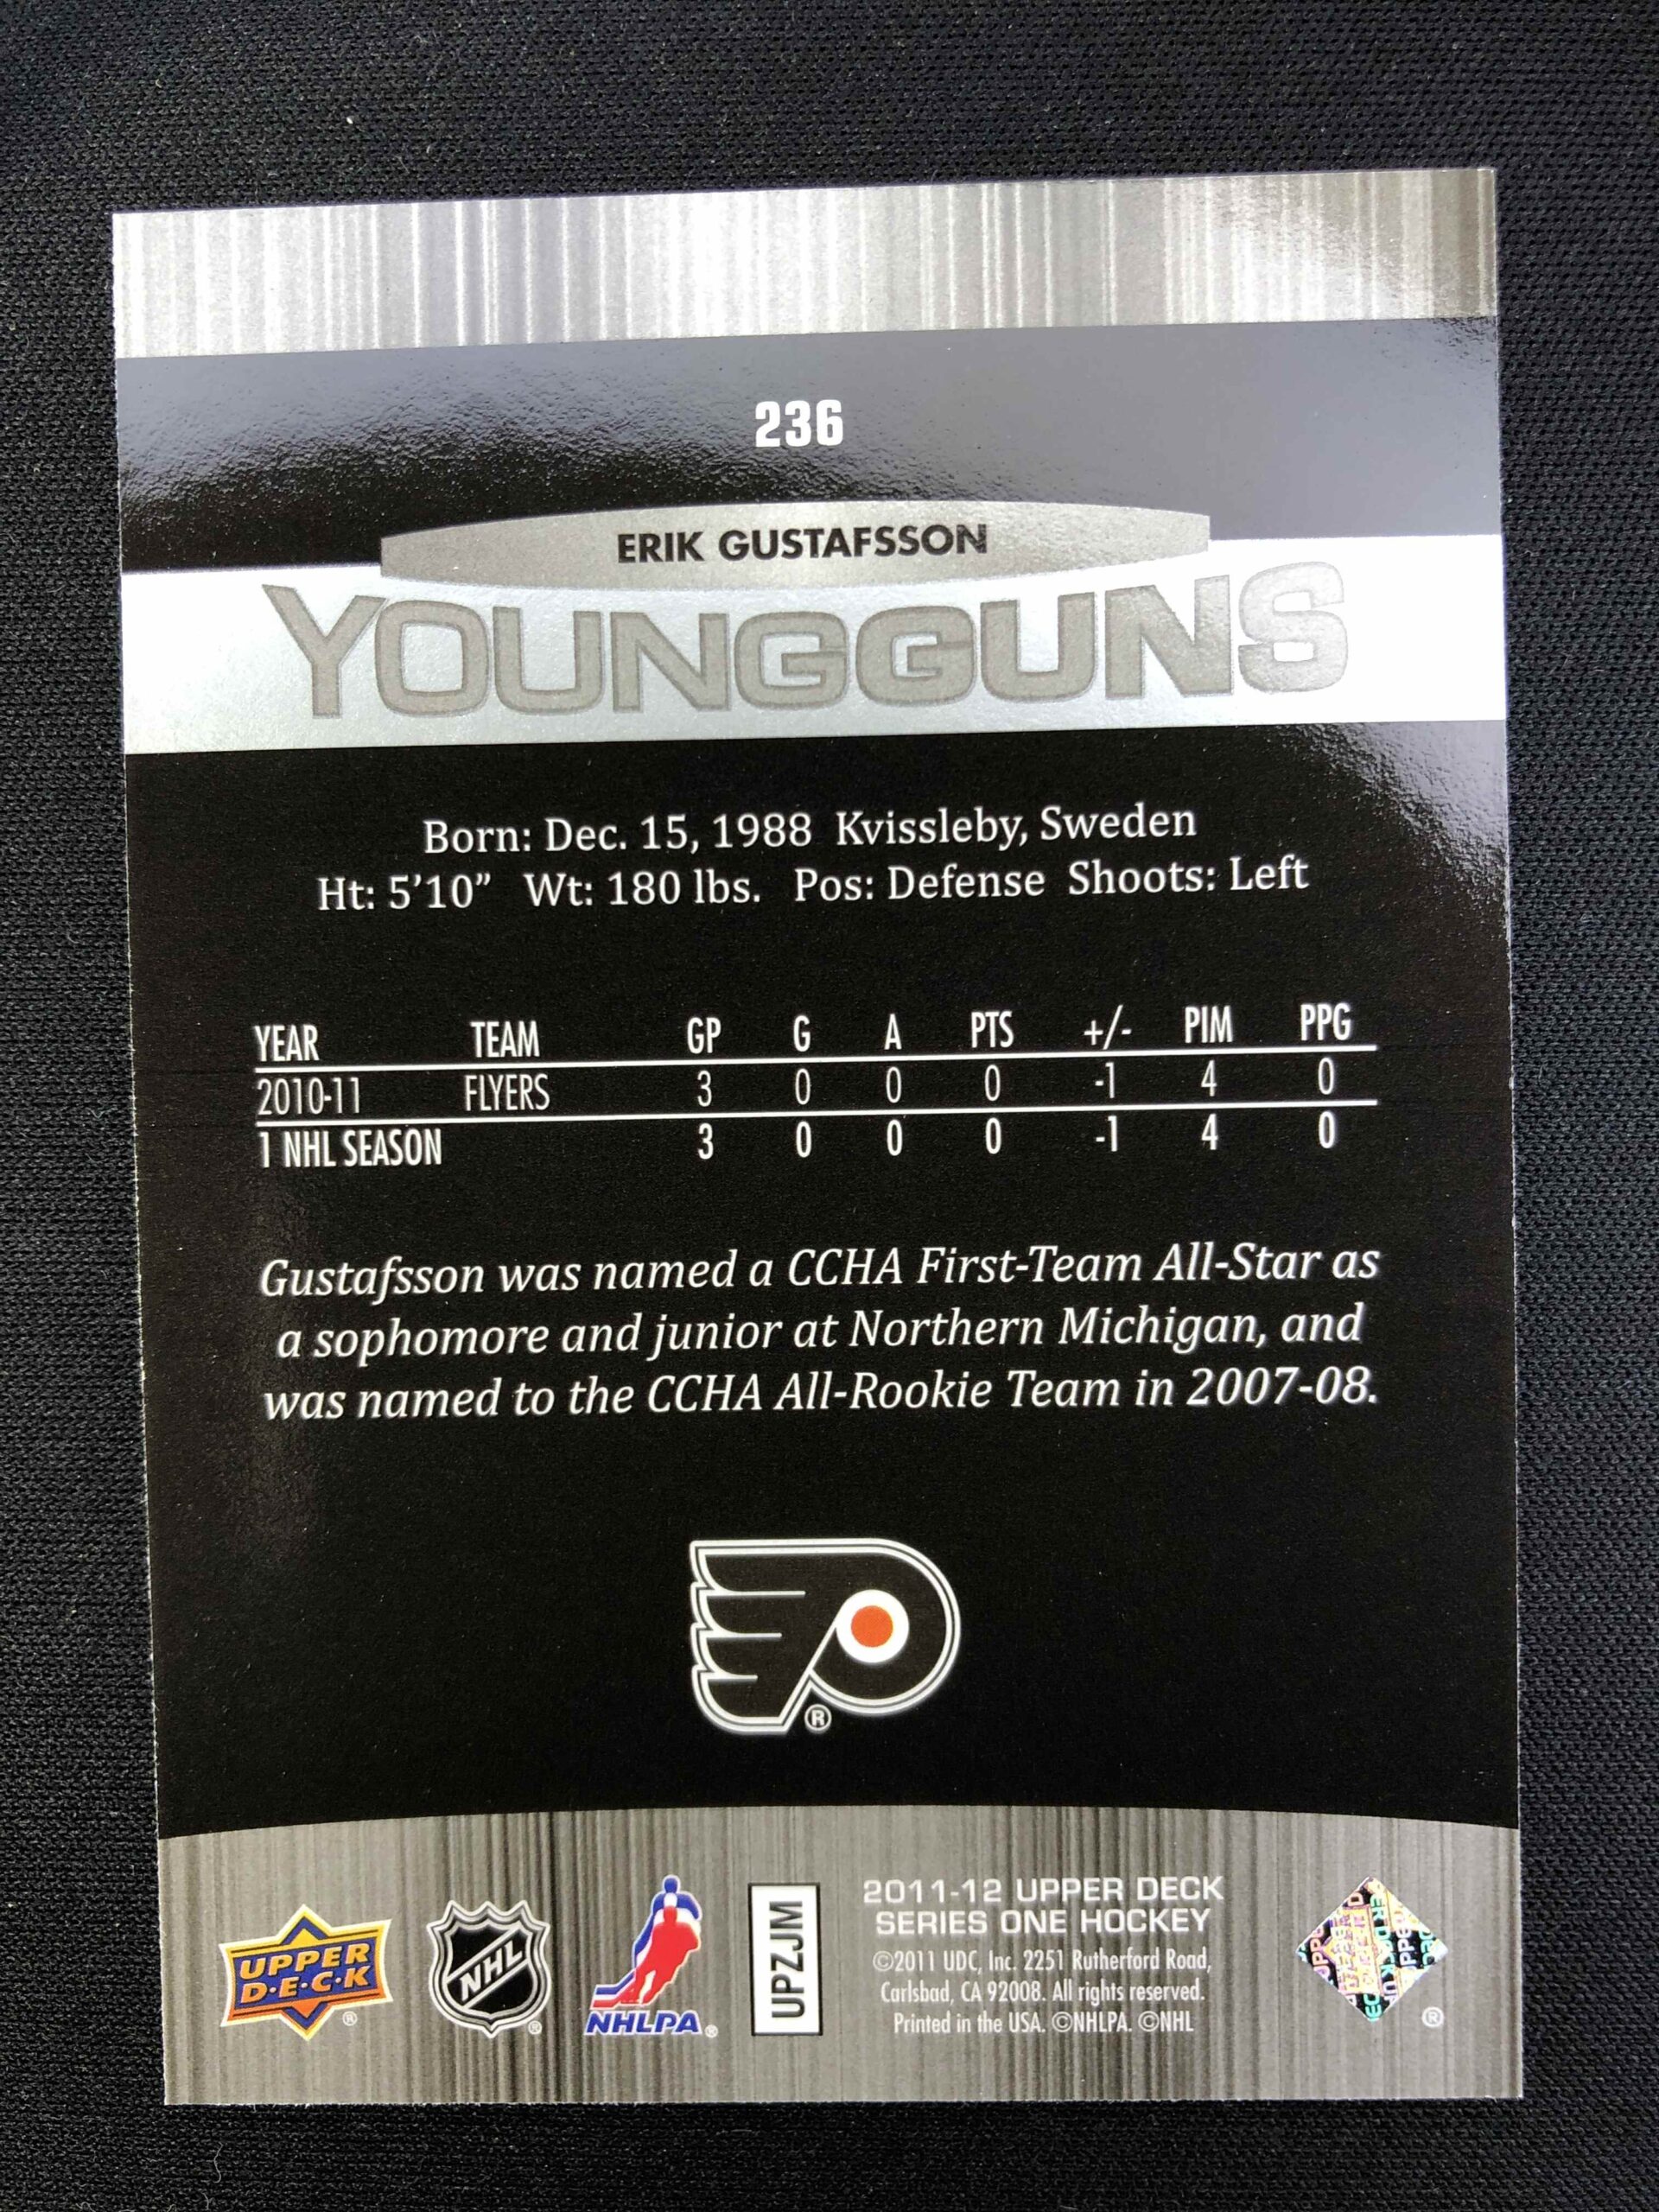 236
ERIK GUSTAFSSON
YOUNGGUNS
Born: Dec. 15, 1988 Kvissleby, Sweden
Ht: 5'10" Wt: 180 lbs. Pos: Defense Shoots: Left
YEAR TEAM GP G A PTS +/- PIM PPG
2010-11 FLYERS 3 0 0 0 -1 4 0
1 NHL SEASON 3 0 0 0 -1 4 0
Gustafsson was named a CCHA First-Team All-Star as
a sophomore and junior at Northern Michigan, and
was named to the CCHA All-Rookie Team in 2007-08.
®
UPPER
D·E·C·K
®
NHL
®
NHLPA®
UPZJM
2011-12 UPPER DECK
SERIES ONE HOCKEY
©2011 UDC, Inc. 2251 Rutherford Road,
Carlsbad, CA 92008. All rights reserved.
Printed in the USA. ©NHLPA. ©NHL
®